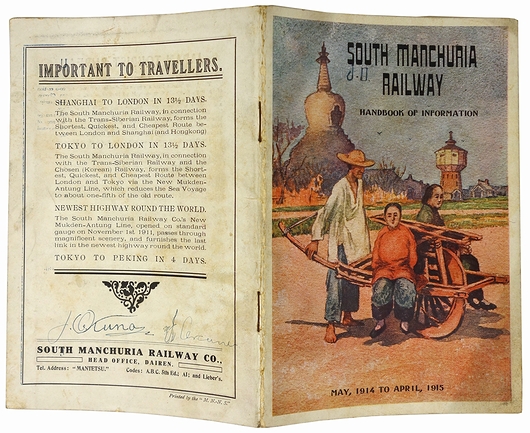 IMPORTANT TO TRAVELLERS.
SHANGHAI TO LONDON IN 13½ DAYS.
The South Manchuria Railway, in connection
with the Trans-Siberian Railway, forms the
Shortest, Quickest, and Cheapest Route be-
tween London and Shanghai (and Hongkong)
TOKYO TO LONDON IN 13½ DAYS.
The South Manchuria Railway, in connection
with the Trans-Siberian Railway and the
Chosen (Korean) Railway, forms the Short-
est, Quickest, and Cheapest Route between
London and Tokyo via the New Mukden-
Antung Line, which reduces the Sea Voyage
to about one-fifth of the old route.
NEWEST HIGHWAY ROUND THE WORLD.
The South Manchuria Railway Co.'s New
Mukden-Antung Line, opened on standard
gauge on November 1st, 1911, passes through
magnificent scenery, and furnishes the last
link in the newest highway round the world.
TOKYO TO PEKING IN 4 DAYS.
SOUTH MANCHURIA RAILWAY CO.,
HEAD OFFICE, DAIREN.
Tel. Address: "MANTETSU." Codes: A.B.C. 5th Ed.; A1; and Lieber's.
Printed by the "M. N. N. S."
SOUTH MANCHURIA
RAILWAY
HANDBOOK OF INFORMATION
MAY, 1914 TO APRIL, 1915